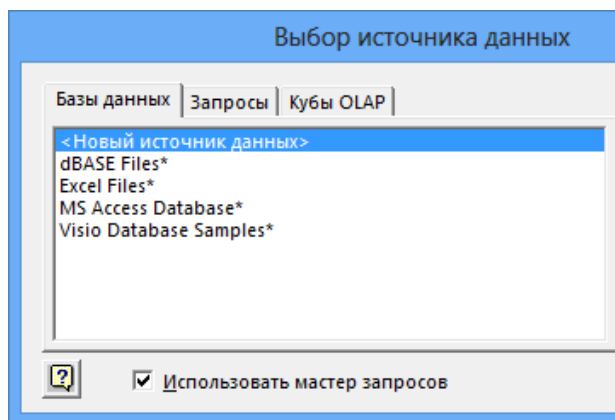 Выбор источника данных
Базы данных Запросы Кубы OLAP
<Новый источник данных>
dBASE Files*
Excel Files*
MS Access Database*
Visio Database Samples*
Использовать мастер запросов